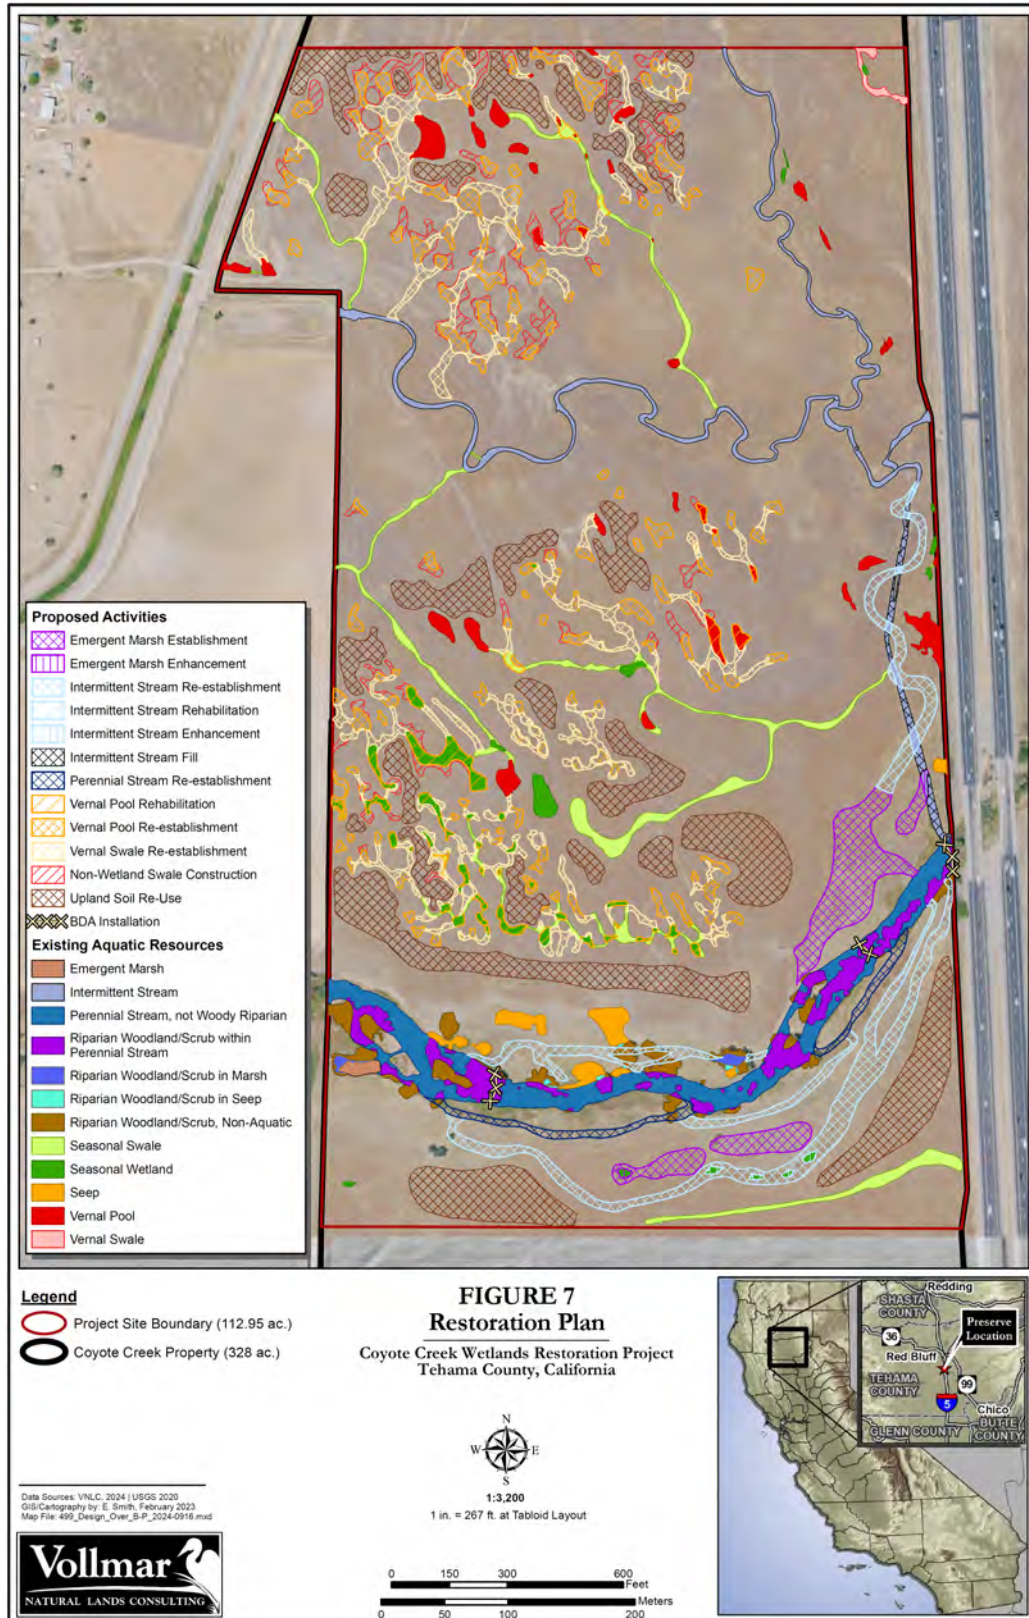 Proposed Activities
Emergent Marsh Establishment
Emergent Marsh Enhancement
Intermittent Stream Re-establishment
Intermittent Stream Rehabilitation
Intermittent Stream Enhancement
Intermittent Stream Fill
Perennial Stream Re-establishment
Vernal Pool Rehabilitation
Vernal Pool Re-establishment
Vernal Swale Re-establishment
Non-Wetland Swale Construction
Upland Soil Re-Use
BDA Installation
Existing Aquatic Resources
Emergent Marsh
Intermittent Stream
Perennial Stream, not Woody Riparian
Riparian Woodland/Scrub within
Perennial Stream
Riparian Woodland/Scrub in Marsh
Riparian Woodland/Scrub in Seep
Riparian Woodland/Scrub, Non-Aquatic
Seasonal Swale
Seasonal Wetland
Seep
Vernal Pool
Vernal Swale
Legend
Project Site Boundary (112.95 ac.)
Coyote Creek Property (328 ac.)
Data Sources: VNLC, 2024 | USGS 2020
GIS/Cartography by: E. Smith, February 2023
Map File: 499_Design_Over_B-P_2024-0916.mxd
Vollmar
NATURAL LANDS CONSULTING
FIGURE 7
Restoration Plan
Coyote Creek Wetlands Restoration Project
Tehama County, California
N
W E
S
1:3,200
1 in. = 267 ft. at Tabloid Layout
0 150 300 600
Feet
Meters
0 50 100 200
Redding
SHASTA
COUNTY
Preserve
Location
36
Red Bluff
TEHAMA
COUNTY
99
5
Chico
GLENN COUNTY
BUTTE
COUNTY